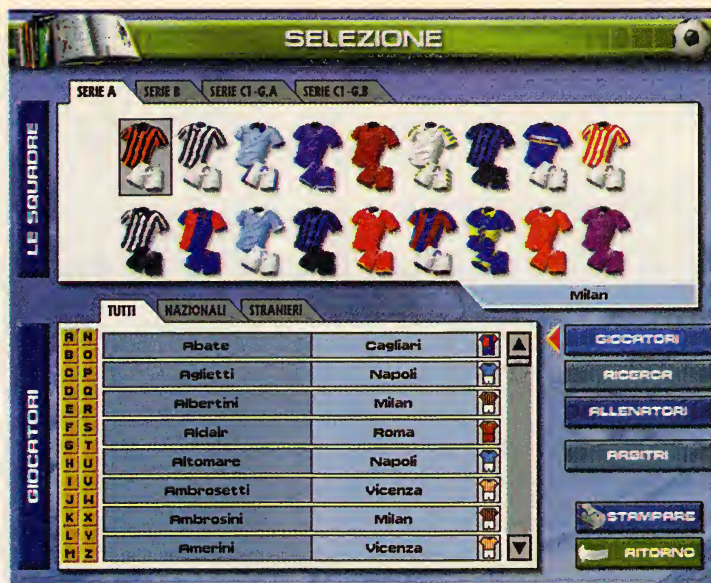 SELEZIONE
SERIE A SERIE B SERIE C1-G.A SERIE C1-G.B
LE SQUADRE
Milan
TUTTI NAZIONALI STRANIERI
GIOCATORI
A N
B O
C P
D Q
E R
F S
G T
H U
I V
J W
K X
L Y
M Z
Abate Cagliari
Aglietti Napoli
Albertini Milan
Aldair Roma
Altomare Napoli
Ambrosetti Vicenza
Ambrosini Milan
Amerini Vicenza
GIOCATORI
RICERCA
ALLENATORI
ARBITRI
STAMPARE
RITORNO